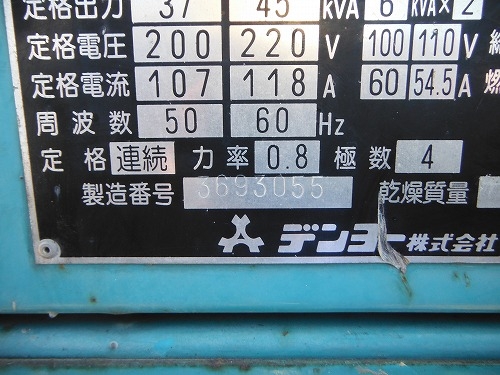 定格出力 37 45 kVA 6 kVA×2
定格電圧 200 220 V 100 110 V
定格電流 107 118 A 60 54.5 A 燃
周波数 50 60 Hz
定格 連続 力率 0.8 極数 4
製造番号 3693055 乾燥質量
デンヨー株式会社